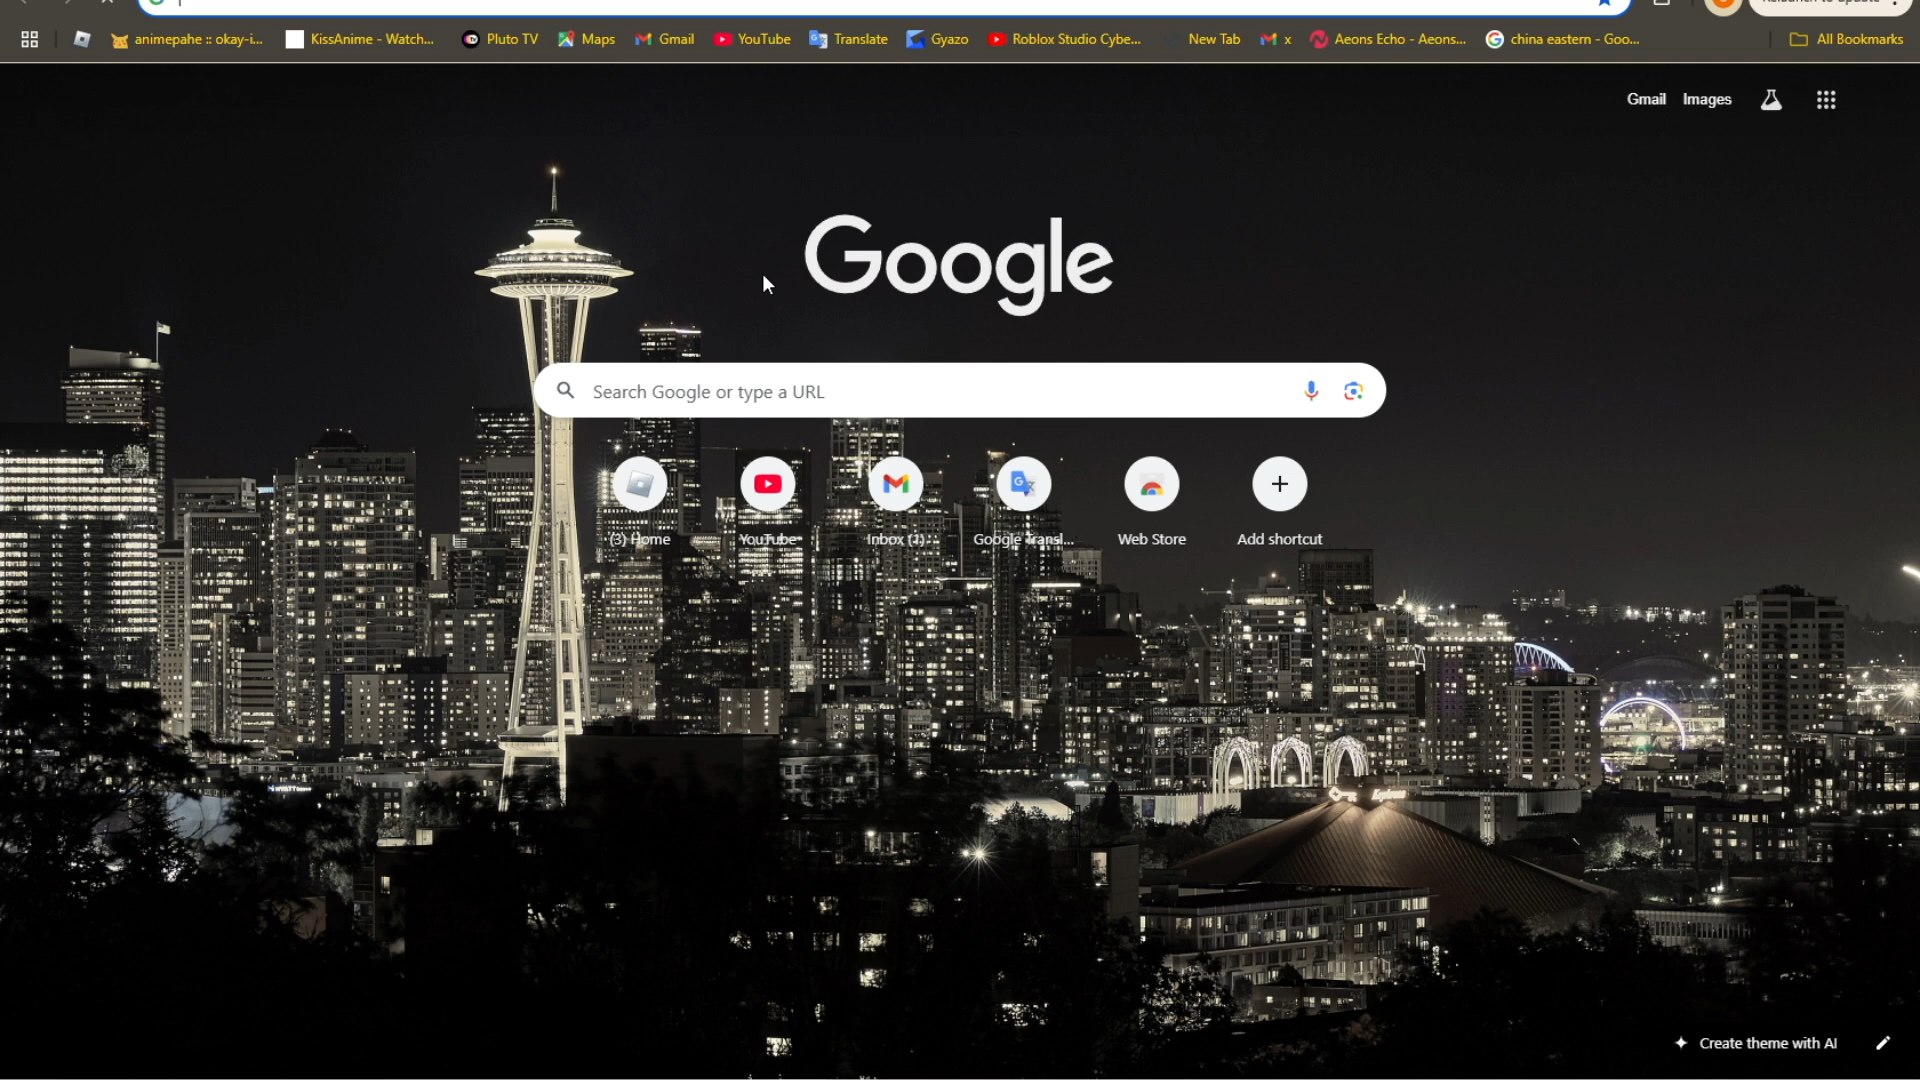 animepahe :: okay-i... KissAnime - Watch... Pluto TV Maps Gmail YouTube Translate Gyazo Roblox Studio Cybe... New Tab x Aeons Echo - Aeons... china eastern - Goo... All Bookmarks
Gmail Images
Google
Search Google or type a URL
(3) Home YouTube Inbox (1)... Google Transl... Web Store Add shortcut
Create theme with AI